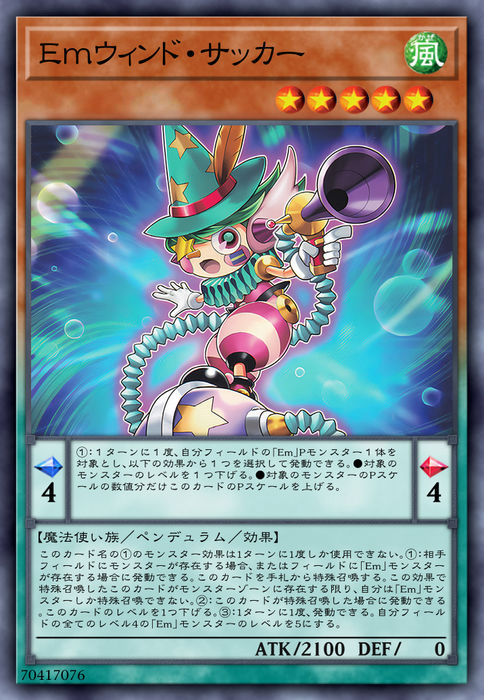 Emウィンド・サッカー
風
①：1ターンに1度、自分フィールドの「Em」Pモンスター1体を
対象とし、以下の効果から1つを選択して発動できる。●対象の
モンスターのレベルを1つ下げる。●対象のモンスターのPスケ
ールの数値分だけこのカードのPスケールを上げる。
4
4
【魔法使い族／ペンデュラム／効果】
このカード名の①のモンスター効果は1ターンに1度しか使用できない。①：相手
フィールドにモンスターが存在する場合、またはフィールドに「Em」モンスター
が存在する場合に発動できる。このカードを手札から特殊召喚する。この効果で
特殊召喚したこのカードがモンスターゾーンに存在する限り、自分は「Em」モン
スターしか特殊召喚できない。②：このカードが特殊召喚した場合に発動できる
。このカードのレベルを1つ下げる。③：1ターンに1度、発動できる。自分フィール
ドの全てのレベル4の「Em」モンスターのレベルを5にする。
ATK/2100 DEF/ 0
70417076